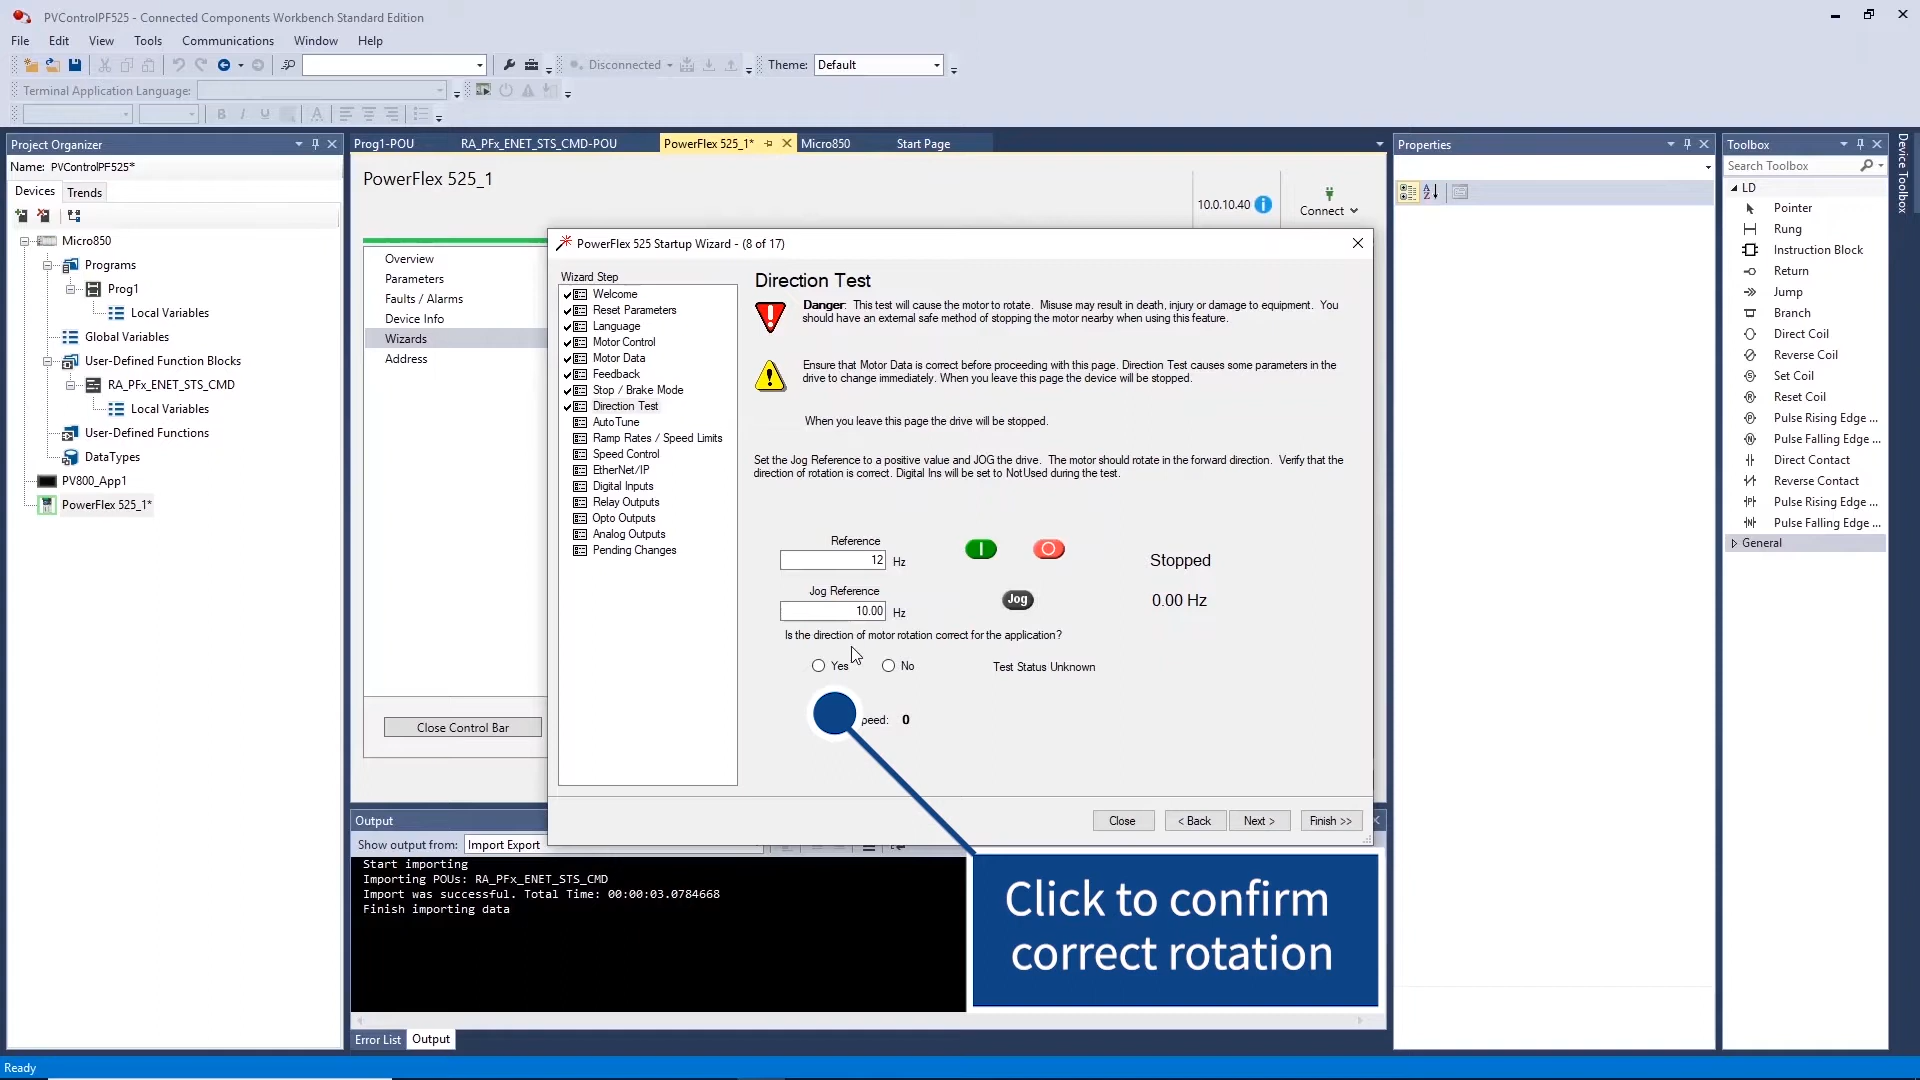 PVControlPF525 - Connected Components Workbench Standard Edition
File Edit View Tools Communications Window Help
Disconnected Theme: Default
Terminal Application Language:
B I U A
Project Organizer
Name: PVControlPF525*
Devices Trends
Micro850
Programs
Prog1
Local Variables
Global Variables
User-Defined Function Blocks
RA_PFx_ENET_STS_CMD
Local Variables
User-Defined Functions
DataTypes
PV800_App1
PowerFlex 525_1*
Prog1-POU RA_PFx_ENET_STS_CMD-POU PowerFlex 525_1* Micro850 Start Page
PowerFlex 525_1
10.0.10.40
Connect
Overview
Parameters
Faults / Alarms
Device Info
Wizards
Address
Close Control Bar
PowerFlex 525 Startup Wizard - (8 of 17)
Wizard Step
Welcome
Reset Parameters
Language
Motor Control
Motor Data
Feedback
Stop / Brake Mode
Direction Test
AutoTune
Ramp Rates / Speed Limits
Speed Control
EtherNet/IP
Digital Inputs
Relay Outputs
Opto Outputs
Analog Outputs
Pending Changes
Direction Test
Danger: This test will cause the motor to rotate. Misuse may result in death, injury or damage to equipment. You
should have an external safe method of stopping the motor nearby when using this feature.
Ensure that Motor Data is correct before proceeding with this page. Direction Test causes some parameters in the
drive to change immediately. When you leave this page the device will be stopped.
When you leave this page the drive will be stopped.
Set the Jog Reference to a positive value and JOG the drive. The motor should rotate in the forward direction. Verify that the
direction of rotation is correct. Digital Ins will be set to NotUsed during the test.
Reference
12 Hz
Stopped
Jog Reference
10.00 Hz
Jog
0.00 Hz
Is the direction of motor rotation correct for the application?
Yes No Test Status Unknown
peed: 0
Close < Back Next > Finish >>
Click to confirm
correct rotation
Output
Show output from: Import Export
Start importing
Importing POUs: RA_PFx_ENET_STS_CMD
Import was successful. Total Time: 00:00:03.0784668
Finish importing data
Error List Output
Ready
Properties
Toolbox
Search Toolbox
LD
Pointer
Rung
Instruction Block
Return
Jump
Branch
Direct Coil
Reverse Coil
Set Coil
Reset Coil
Pulse Rising Edge ...
Pulse Falling Edge ...
Direct Contact
Reverse Contact
Pulse Rising Edge ...
Pulse Falling Edge ...
General
Device Toolbox